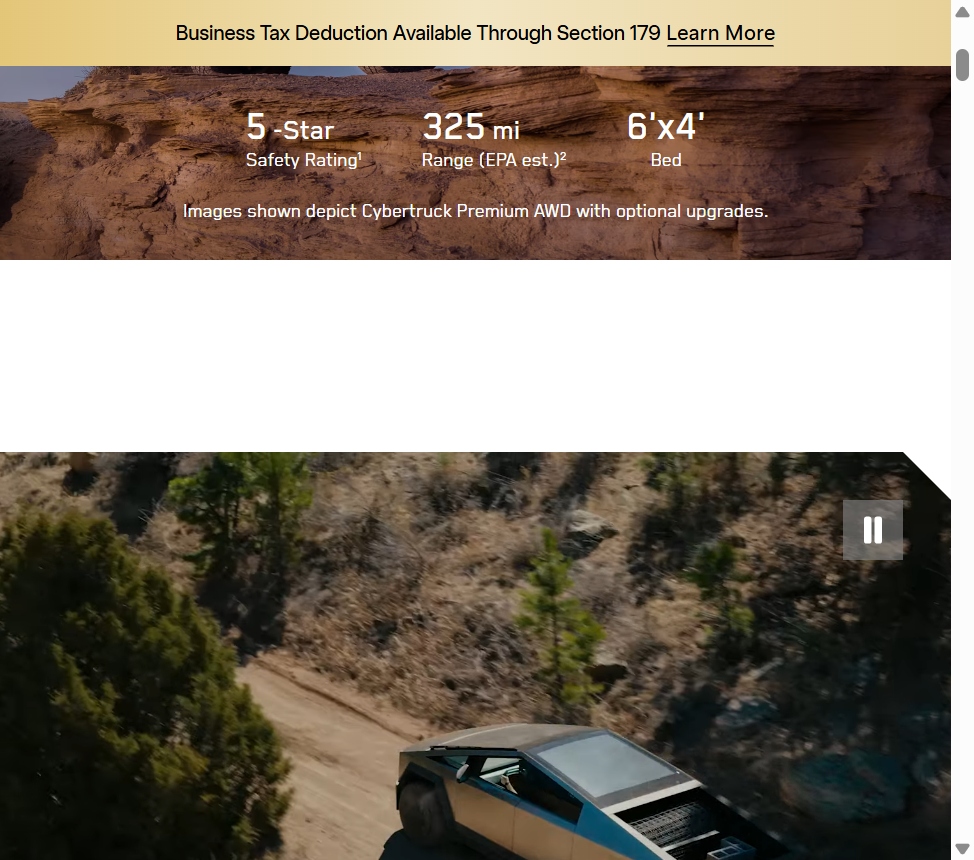 Business Tax Deduction Available Through Section 179 Learn More
5 -Star
Safety Rating¹
325 mi
Range (EPA est.)²
6'x4'
Bed
Images shown depict Cybertruck Premium AWD with optional upgrades.